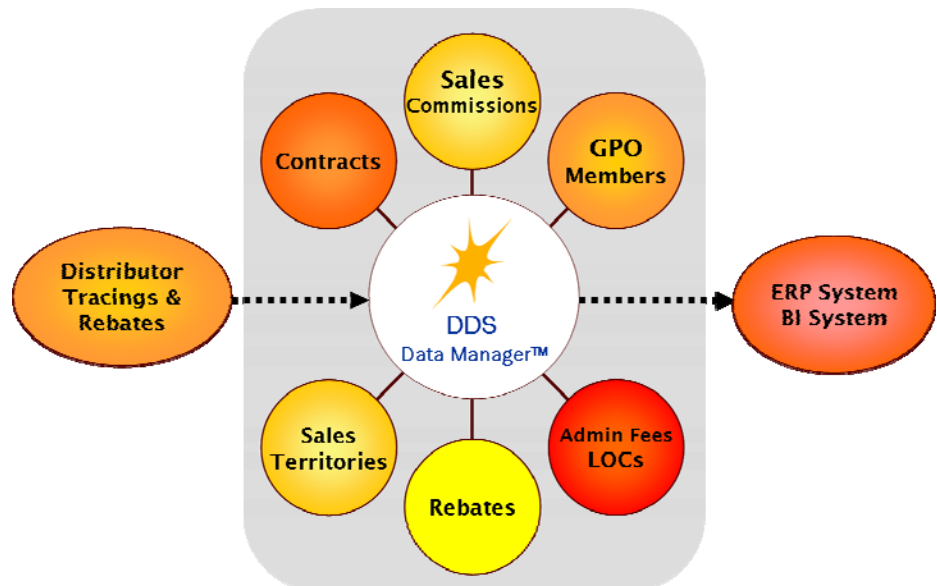 Sales
Commissions
Contracts
GPO
Members
Distributor
Tracings &
Rebates
DDS
Data Manager™
ERP System
BI System
Sales
Territories
Rebates
Admin Fees
LOCs